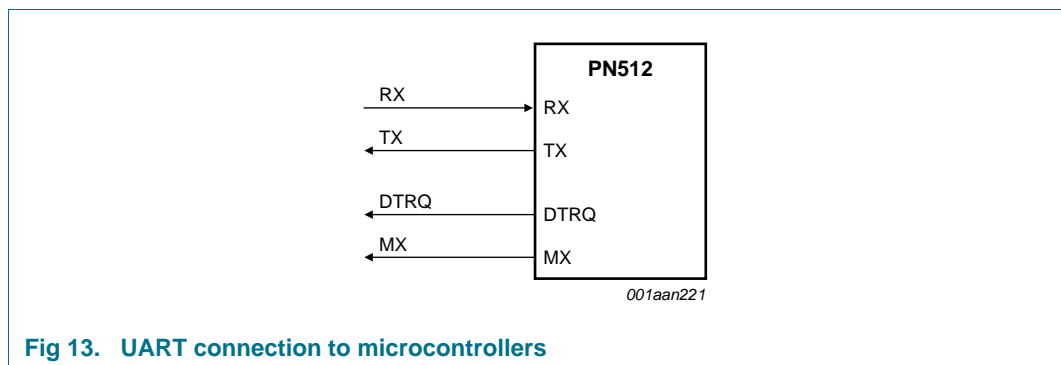 PN512
RX
RX
TX
TX
DTRQ
DTRQ
MX
MX
001aan221
Fig 13. UART connection to microcontrollers